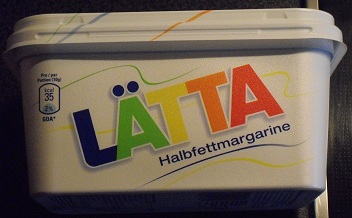 Pro / per
Portion (10g)
kcal
35
2%
GDA*
LÄTTA
Halbfettmargarine